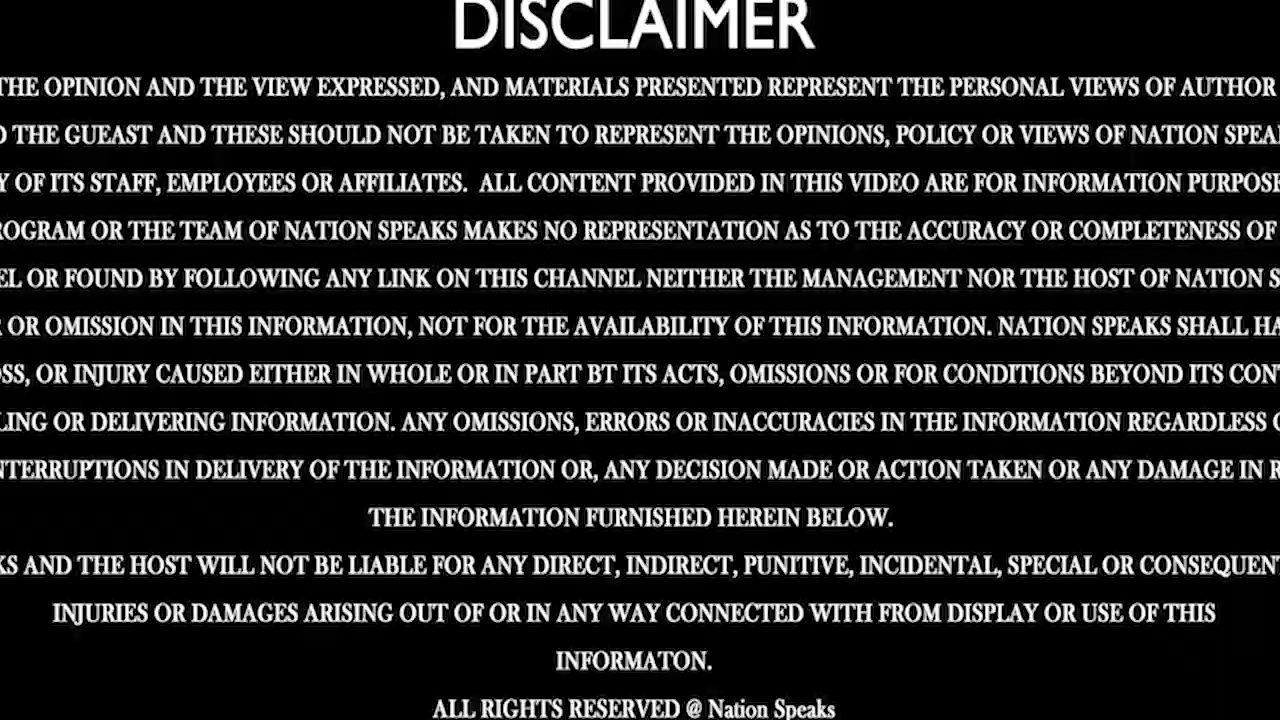 DISCLAIMER
THE OPINION AND THE VIEW EXPRESSED, AND MATERIALS PRESENTED REPRESENT THE PERSONAL VIEWS OF AUTHOR
THE GUEAST AND THESE SHOULD NOT BE TAKEN TO REPRESENT THE OPINIONS, POLICY OR VIEWS OF NATION
OF ITS STAFF, EMPLOYEES OR AFFILIATES. ALL CONTENT PROVIDED IN THIS VIDEO ARE FOR INFORMATION
OR THE TEAM OF NATION SPEAKS MAKES NO REPRESENTATION AS TO THE ACCURACY OR COMPLETENESS OF
OR FOUND BY FOLLOWING ANY LINK ON THIS CHANNEL NEITHER THE MANAGEMENT NOR THE HOST OF NATION
OR OMISSION IN THIS INFORMATION, NOT FOR THE AVAILABILITY OF THIS INFORMATION. NATION SPEAKS SHALL
OR INJURY CAUSED EITHER IN WHOLE OR IN PART BT ITS ACTS, OMISSIONS OR FOR CONDITIONS BEYOND ITS
OR DELIVERING INFORMATION. ANY OMISSIONS, ERRORS OR INACCURACIES IN THE INFORMATION REGARDLESS
IN DELIVERY OF THE INFORMATION OR, ANY DECISION MADE OR ACTION TAKEN OR ANY DAMAGE IN
THE INFORMATION FURNISHED HEREIN BELOW.
AND THE HOST WILL NOT BE LIABLE FOR ANY DIRECT, INDIRECT, PUNITIVE, INCIDENTAL, SPECIAL OR
INJURIES OR DAMAGES ARISING OUT OF OR IN ANY WAY CONNECTED WITH FROM DISPLAY OR USE OF THIS
INFORMATON.
ALL RIGHTS RESERVED @ Nation Speaks